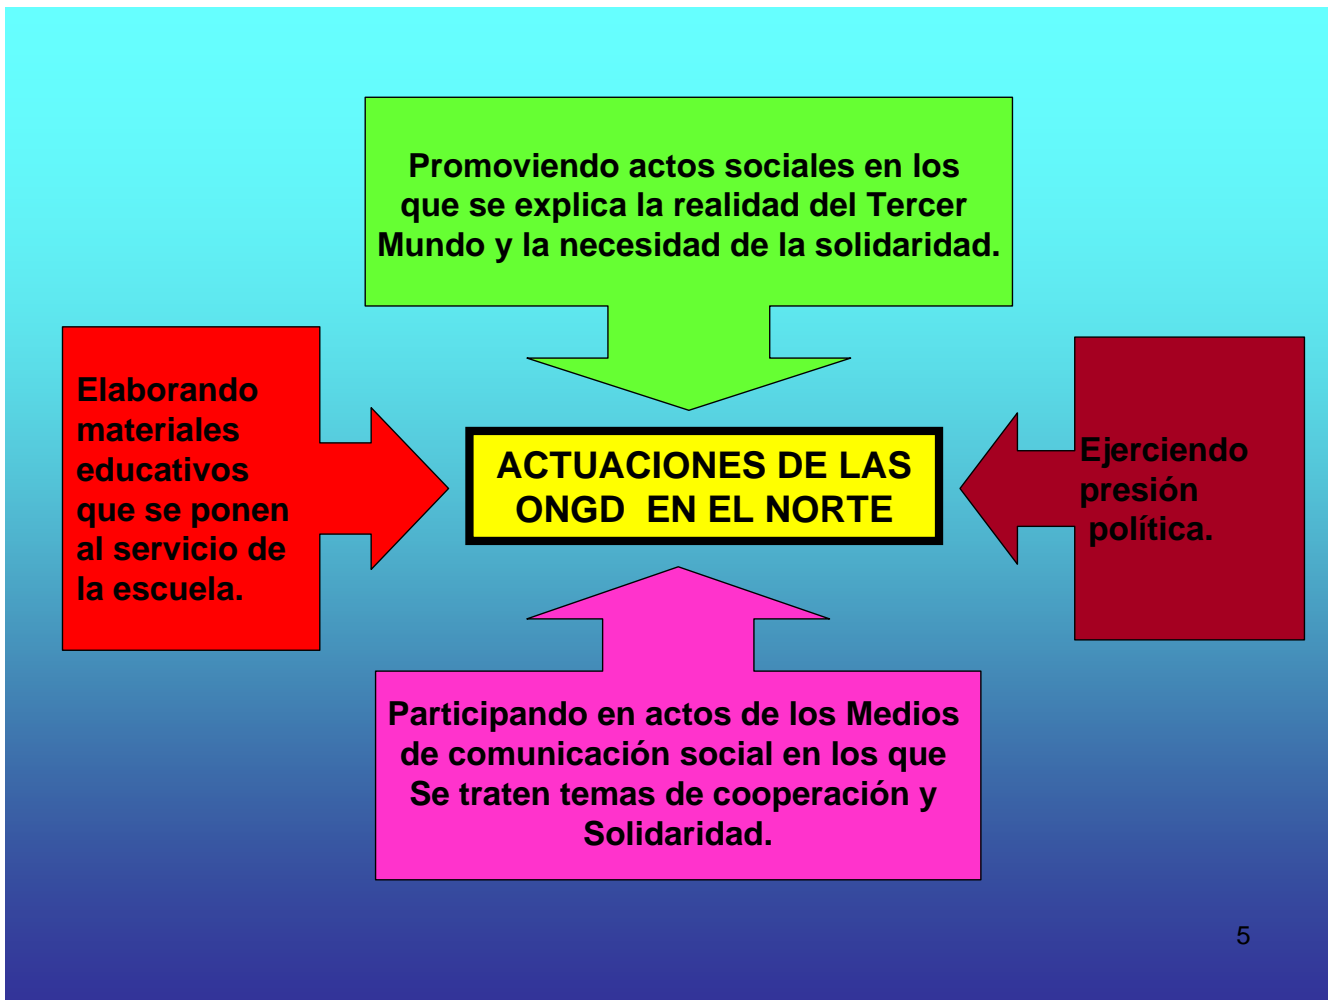 Promoviendo actos sociales en los
que se explica la realidad del Tercer
Mundo y la necesidad de la solidaridad.
Elaborando
materiales
educativos
que se ponen
al servicio de
la escuela.
ACTUACIONES DE LAS
ONGD  EN EL NORTE
Ejerciendo
presión
política.
Participando en actos de los Medios
de comunicación social en los que
Se traten temas de cooperación y
Solidaridad.
5